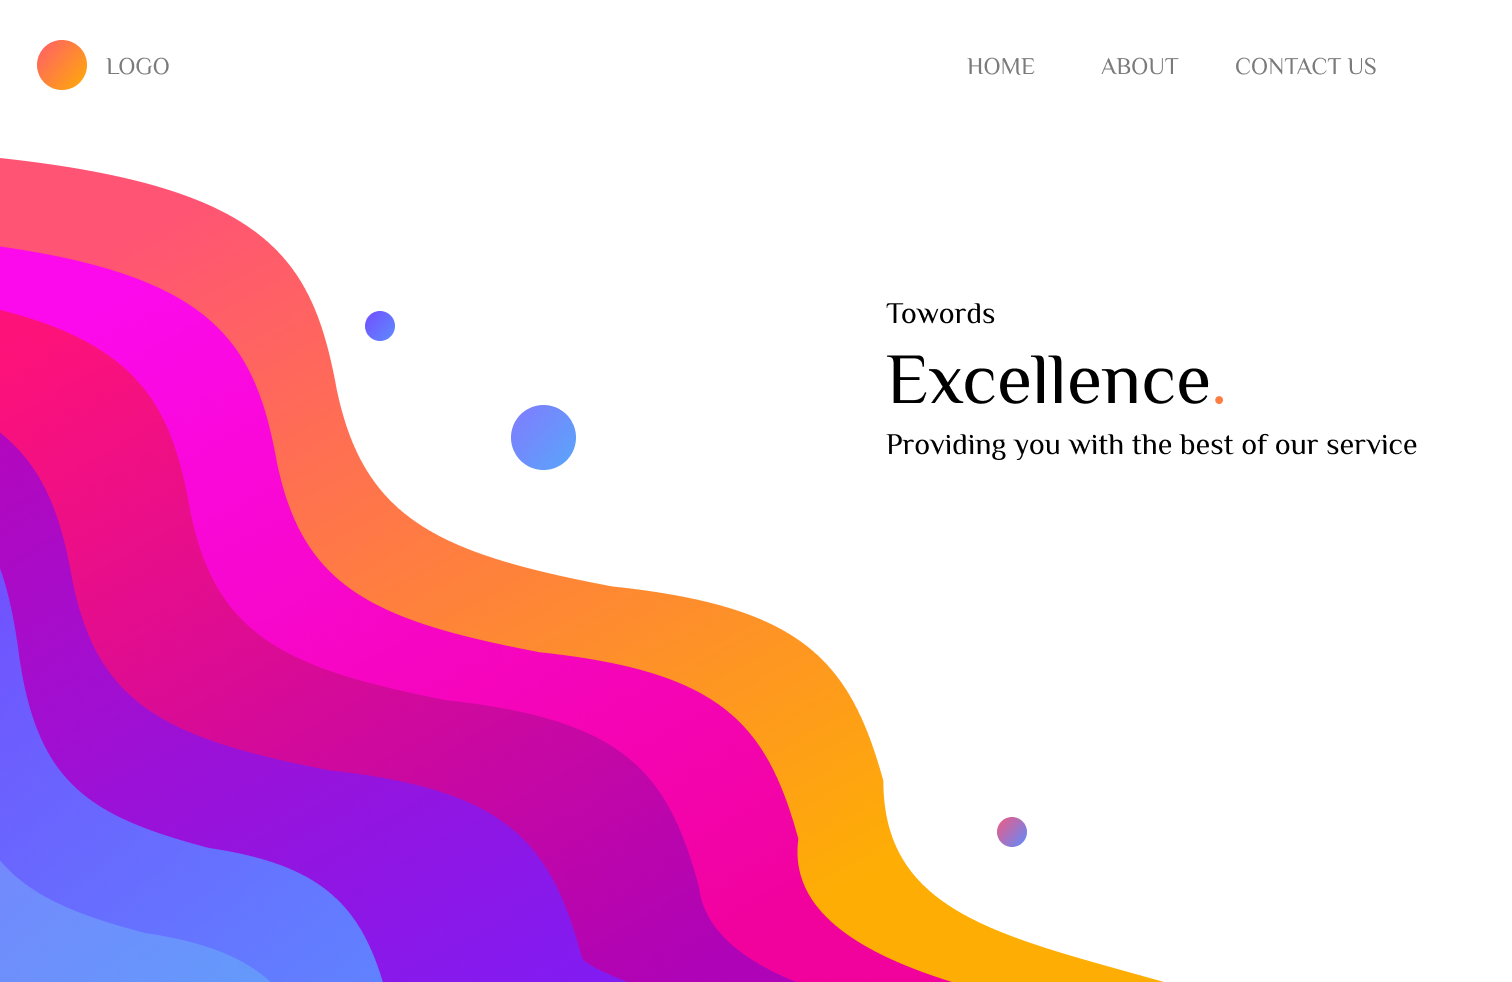 LOGO
HOME ABOUT CONTACT US
Towords
Excellence.
Providing you with the best of our service